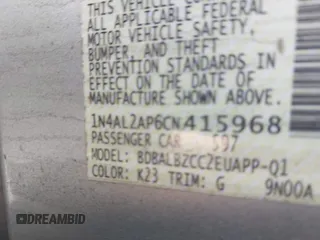 THIS VEHICLE CONFORMS
ALL APPLICABLE FEDERAL
MOTOR VEHICLE SAFETY,
BUMPER, AND THEFT
PREVENTION STANDARDS IN
EFFECT ON THE DATE OF
MANUFACTURE SHOWN ABOVE.
1N4AL2AP6CN415968
PASSENGER CAR 597
MODEL: BDBALBZCC2EUAPP-Q1
COLOR: K23 TRIM: G 9N00A
DREAMBID